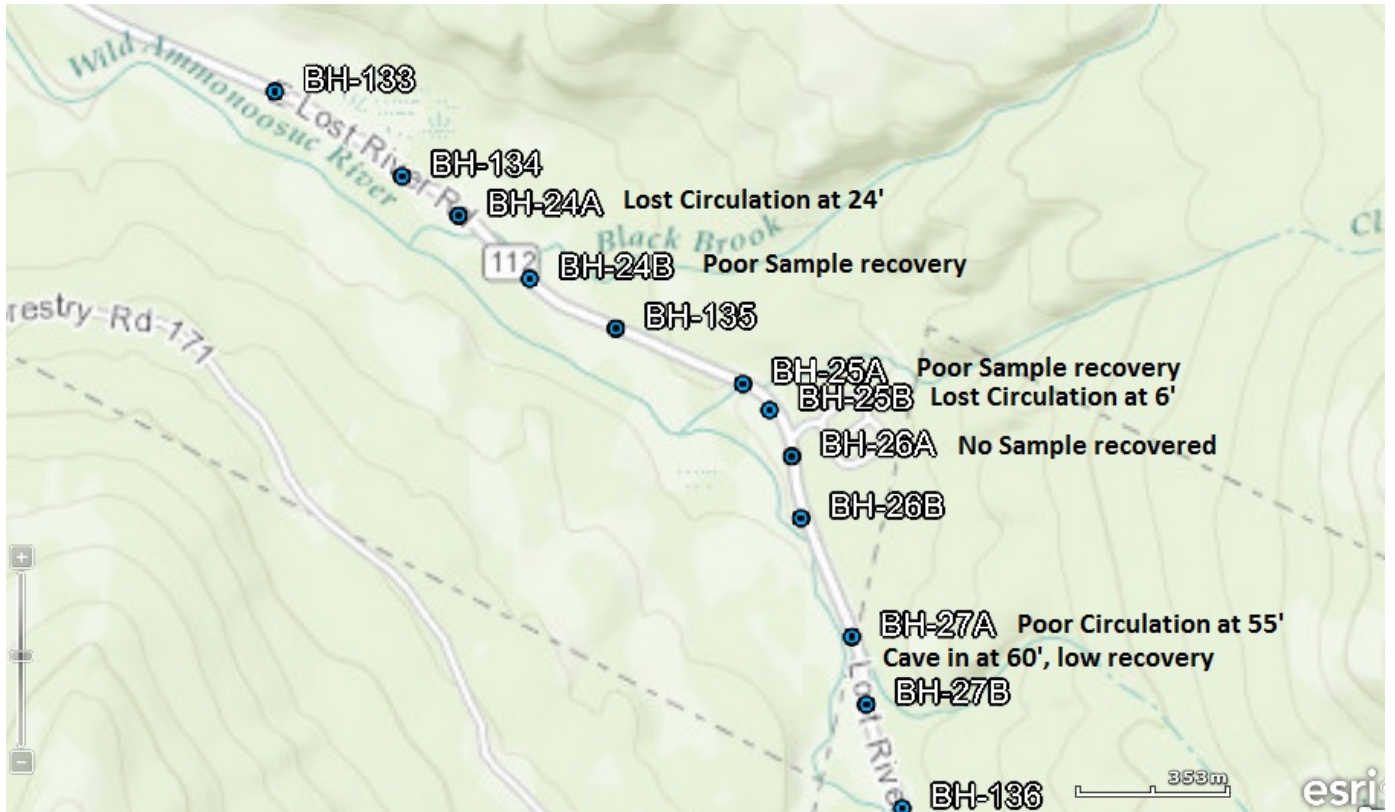 Wild Ammonoosuc River
BH-133
Lost River Rd
BH-134
BH-24A Lost Circulation at 24'
Black Brook
Cl
112
BH-24B Poor Sample recovery
orestry Rd 171
BH-135
BH-25A Poor Sample recovery
BH-25B Lost Circulation at 6'
BH-26A No Sample recovered
BH-26B
+
BH-27A Poor Circulation at 55'
Cave in at 60', low recovery
BH-27B
Lost River
−
353m
esri
BH-136